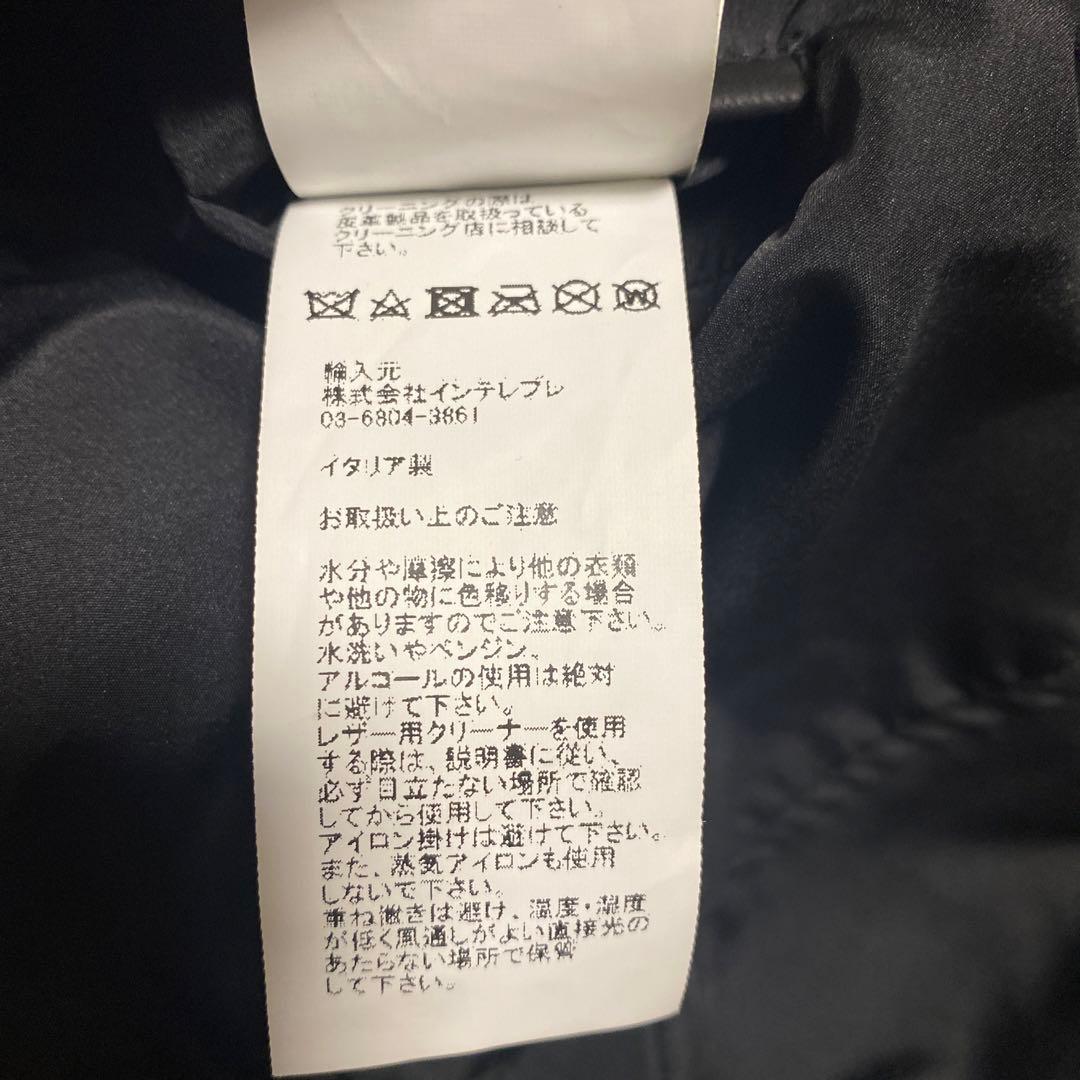 クリーニングの際は
皮革製品を取扱っている
クリーニング店に相談して
下さい。
輸入元
株式会社インテレプレ
03-6804-3861
イタリア製
お取扱い上のご注意
水分や摩擦により他の衣類
や他の物に色移りする場合
がありますのでご注意下さい。
水洗いやベンジン、
アルコールの使用は絶対
に避けて下さい。
レザー用クリーナーを使用
する際は、説明書に従い、
必ず目立たない場所で確認
してから使用して下さい。
アイロン掛けは避けて下さい。
また、蒸気アイロンも使用
しないで下さい。
重ね置きは避け、温度・湿度
が低く風通しがよい直接光の
あたらない場所で保管
して下さい。